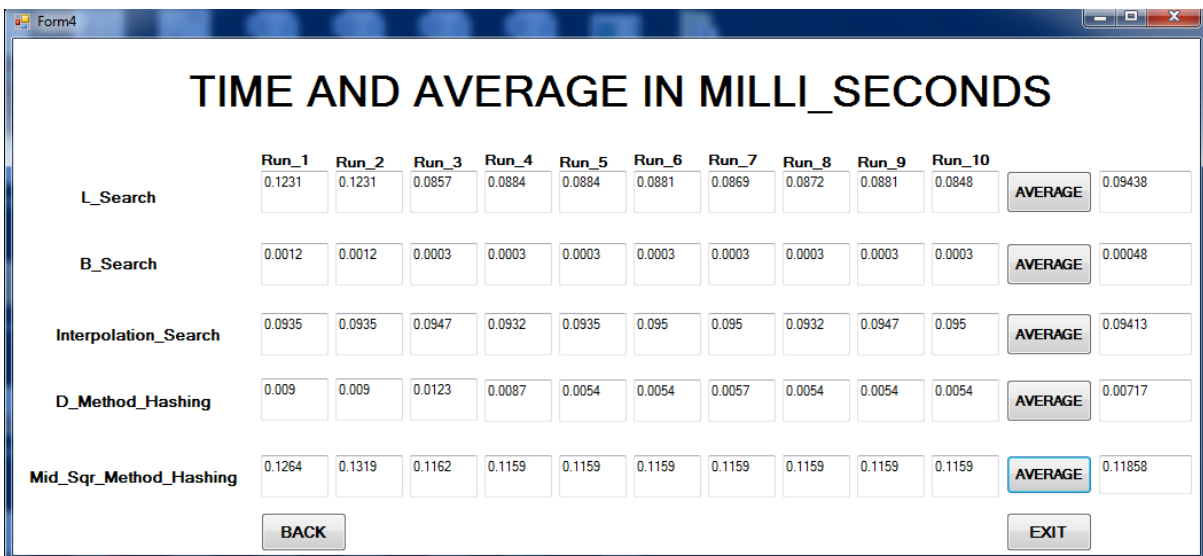 Form4
TIME AND AVERAGE IN MILLI_SECONDS
Run_1 Run_2 Run_3 Run_4 Run_5 Run_6 Run_7 Run_8 Run_9 Run_10
L_Search 0.1231 0.1231 0.0857 0.0884 0.0884 0.0881 0.0869 0.0872 0.0881 0.0848 AVERAGE 0.09438
B_Search 0.0012 0.0012 0.0003 0.0003 0.0003 0.0003 0.0003 0.0003 0.0003 0.0003 AVERAGE 0.00048
Interpolation_Search 0.0935 0.0935 0.0947 0.0932 0.0935 0.095 0.095 0.0932 0.0947 0.095 AVERAGE 0.09413
D_Method_Hashing 0.009 0.009 0.0123 0.0087 0.0054 0.0054 0.0057 0.0054 0.0054 0.0054 AVERAGE 0.00717
Mid_Sqr_Method_Hashing 0.1264 0.1319 0.1162 0.1159 0.1159 0.1159 0.1159 0.1159 0.1159 0.1159 AVERAGE 0.11858
BACK EXIT